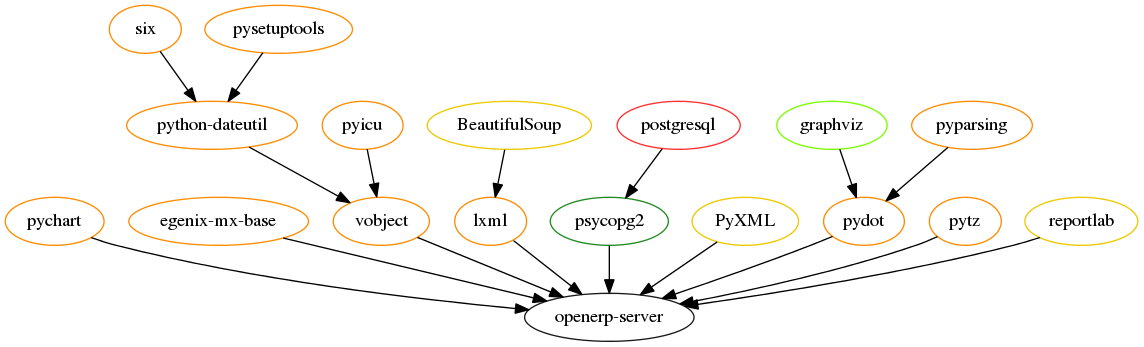 six
pysetuptools
python-dateutil
pyicu
BeautifulSoup
postgresql
graphviz
pyparsing
pychart
egenix-mx-base
vobject
lxml
psycopg2
PyXML
pydot
pytz
reportlab
openerp-server